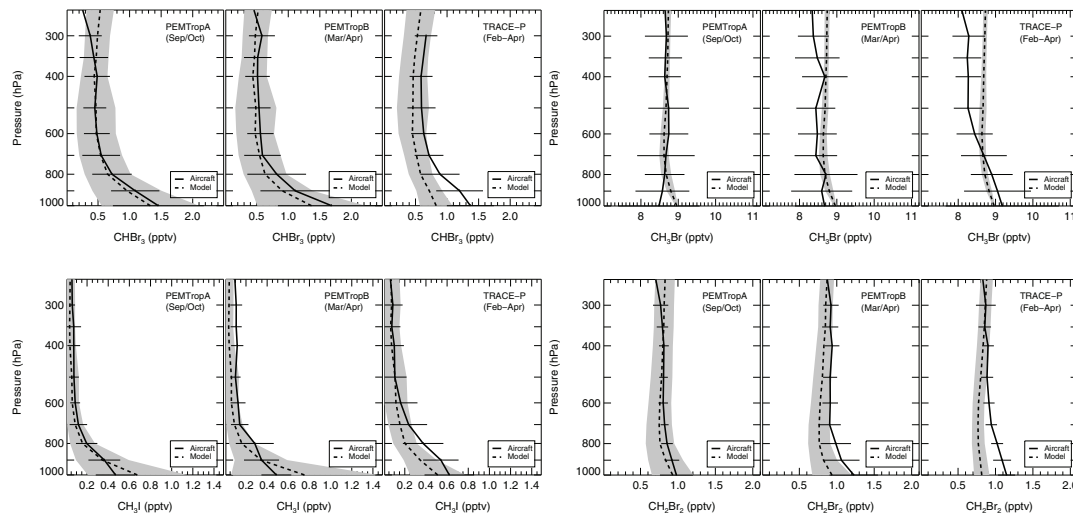 PEMTropA
(Sep/Oct)
PEMTropB
(Mar/Apr)
TRACE–P
(Feb–Apr)
300
400
500
600
800
1000
Pressure (hPa)
Aircraft
Model
Aircraft
Model
Aircraft
Model
0.5 1.0 1.5 2.0
0.5 1.0 1.5 2.0
0.5 1.0 1.5 2.0
CHBr₃ (pptv)
CHBr₃ (pptv)
CHBr₃ (pptv)
PEMTropA
(Sep/Oct)
PEMTropB
(Mar/Apr)
TRACE–P
(Feb–Apr)
300
400
600
800
1000
Pressure (hPa)
Aircraft
Model
Aircraft
Model
Aircraft
Model
8 9 10 11
8 9 10 11
8 9 10 11
CH₃Br (pptv)
CH₃Br (pptv)
CH₃Br (pptv)
PEMTropA
(Sep/Oct)
PEMTropB
(Mar/Apr)
TRACE–P
(Feb–Apr)
300
400
600
800
1000
Pressure (hPa)
Aircraft
Model
Aircraft
Model
Aircraft
Model
0.2 0.4 0.6 0.8 1.0 1.2 1.4
0.2 0.4 0.6 0.8 1.0 1.2 1.4
0.2 0.4 0.6 0.8 1.0 1.2 1.4
CH₃I (pptv)
CH₃I (pptv)
CH₃I (pptv)
PEMTropA
(Sep/Oct)
PEMTropB
(Mar/Apr)
TRACE–P
(Feb–Apr)
300
400
600
800
1000
Pressure (hPa)
Aircraft
Model
Aircraft
Model
Aircraft
Model
0.5 1.0 1.5 2.0
0.5 1.0 1.5 2.0
0.5 1.0 1.5 2.0
CH₂Br₂ (pptv)
CH₂Br₂ (pptv)
CH₂Br₂ (pptv)